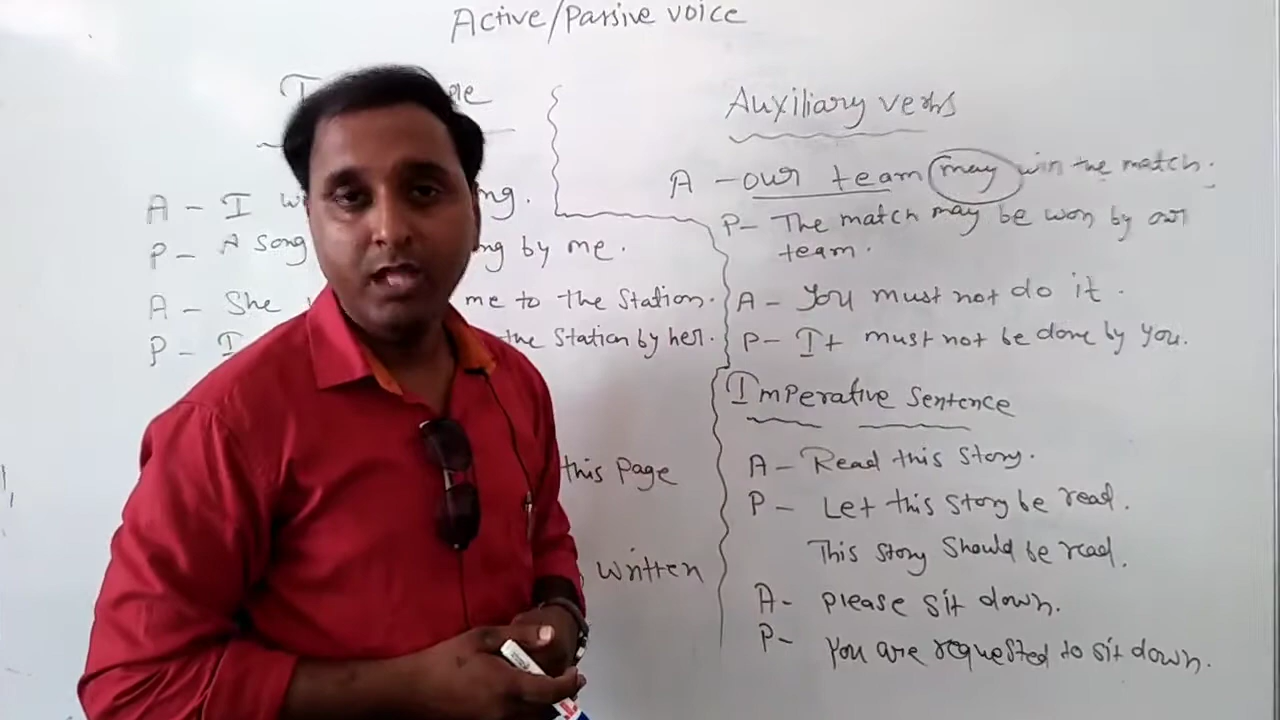 Active/Passive voice
A - I song.
P - A song by me.
A - She me to the Station.
P - I the Station by her.
this Page
written
Auxiliary verbs
A - our team may win the match.
P - The match may be won by our
team.
A - You must not do it.
P - It must not be done by you.
Imperative Sentence
A - Read this Story.
P - Let this Story be read.
This Story Should be read.
A - please sit down.
P - you are requested to sit down.